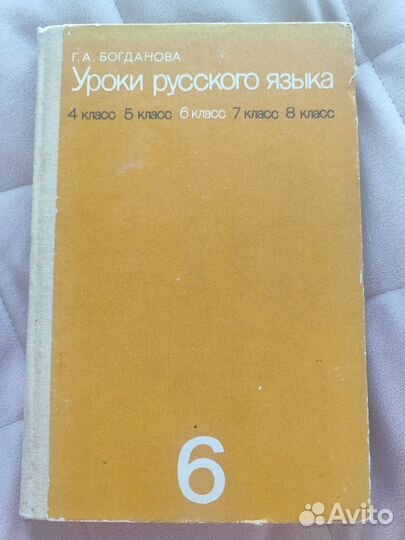 Г. А. БОГДАНОВА
Уроки русского языка
4 класс 5 класс 6 класс 7 класс 8 класс
6
Avito